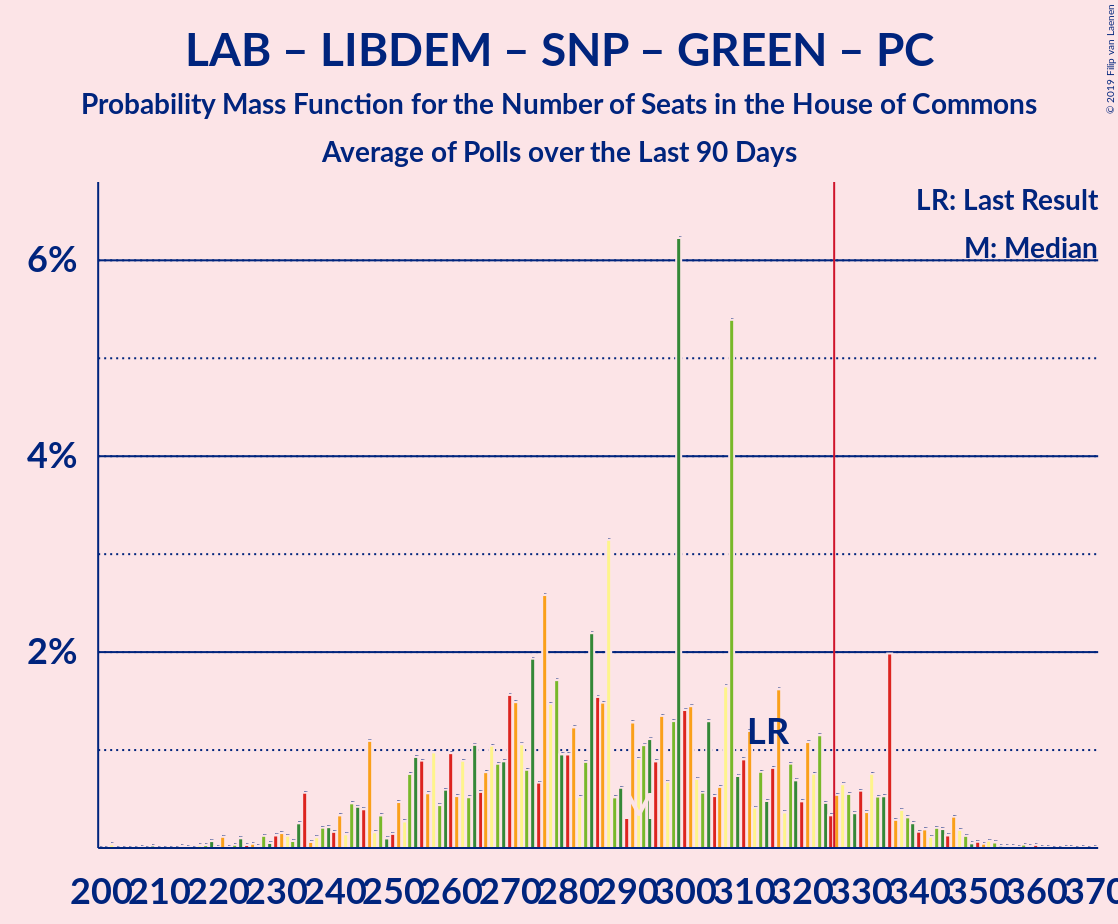 LAB – LIBDEM – SNP – GREEN – PC
Probability Mass Function for the Number of Seats in the House of Commons
Average of Polls over the Last 90 Days
© 2019 Filip van Laenen
LR: Last Result
M: Median
6%
4%
2%
LR
M
200 210 220 230 240 250 260 270 280 290 300 310 320 330 340 350 360 370